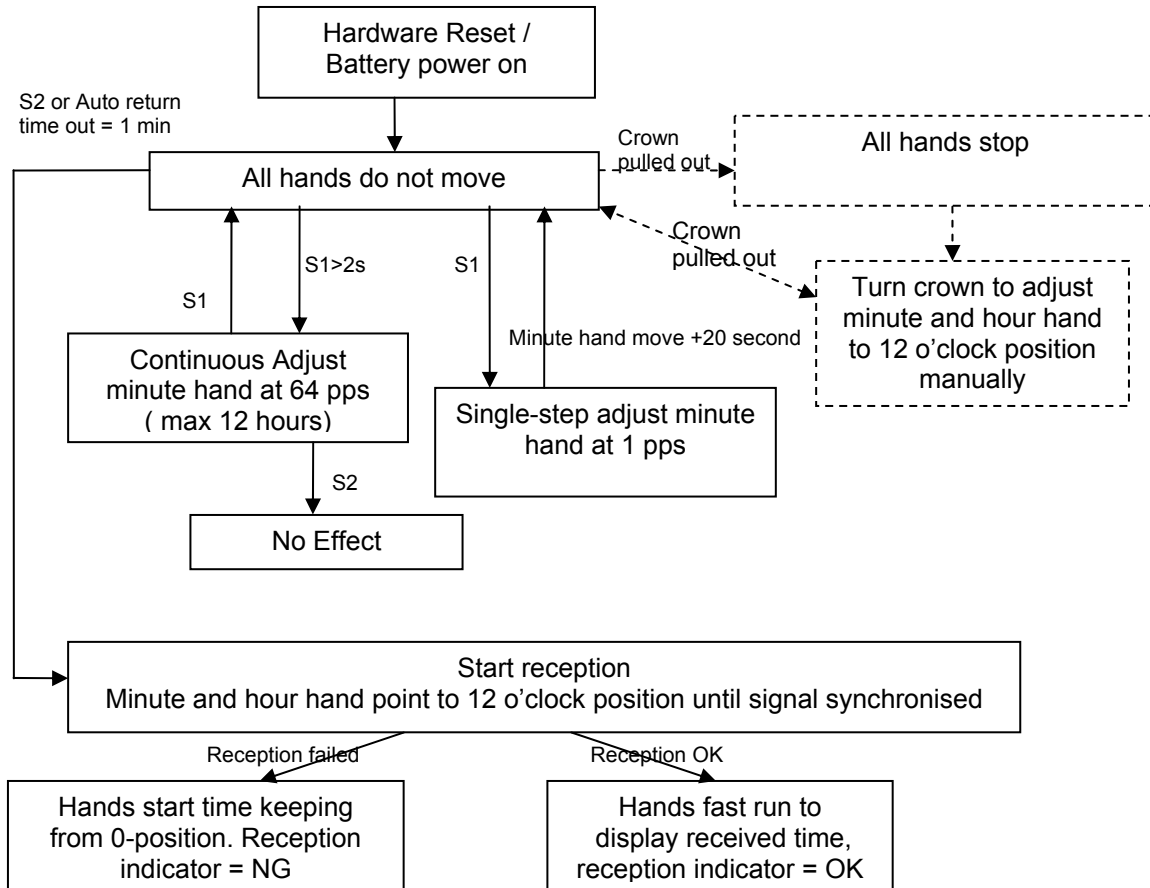 Hardware Reset /
Battery power on
S2 or Auto return
time out = 1 min
Crown
pulled out
All hands stop
All hands do not move
Crown
pulled out
S1>2s
S1
S1
Turn crown to adjust
minute and hour hand
to 12 o’clock position
manually
Minute hand move +20 second
Continuous Adjust
minute hand at 64 pps
( max 12 hours)
Single-step adjust minute
hand at 1 pps
S2
No Effect
Start reception
Minute and hour hand point to 12 o’clock position until signal synchronised
Reception failed
Reception OK
Hands start time keeping
from 0-position. Reception
indicator = NG
Hands fast run to
display received time,
reception indicator = OK